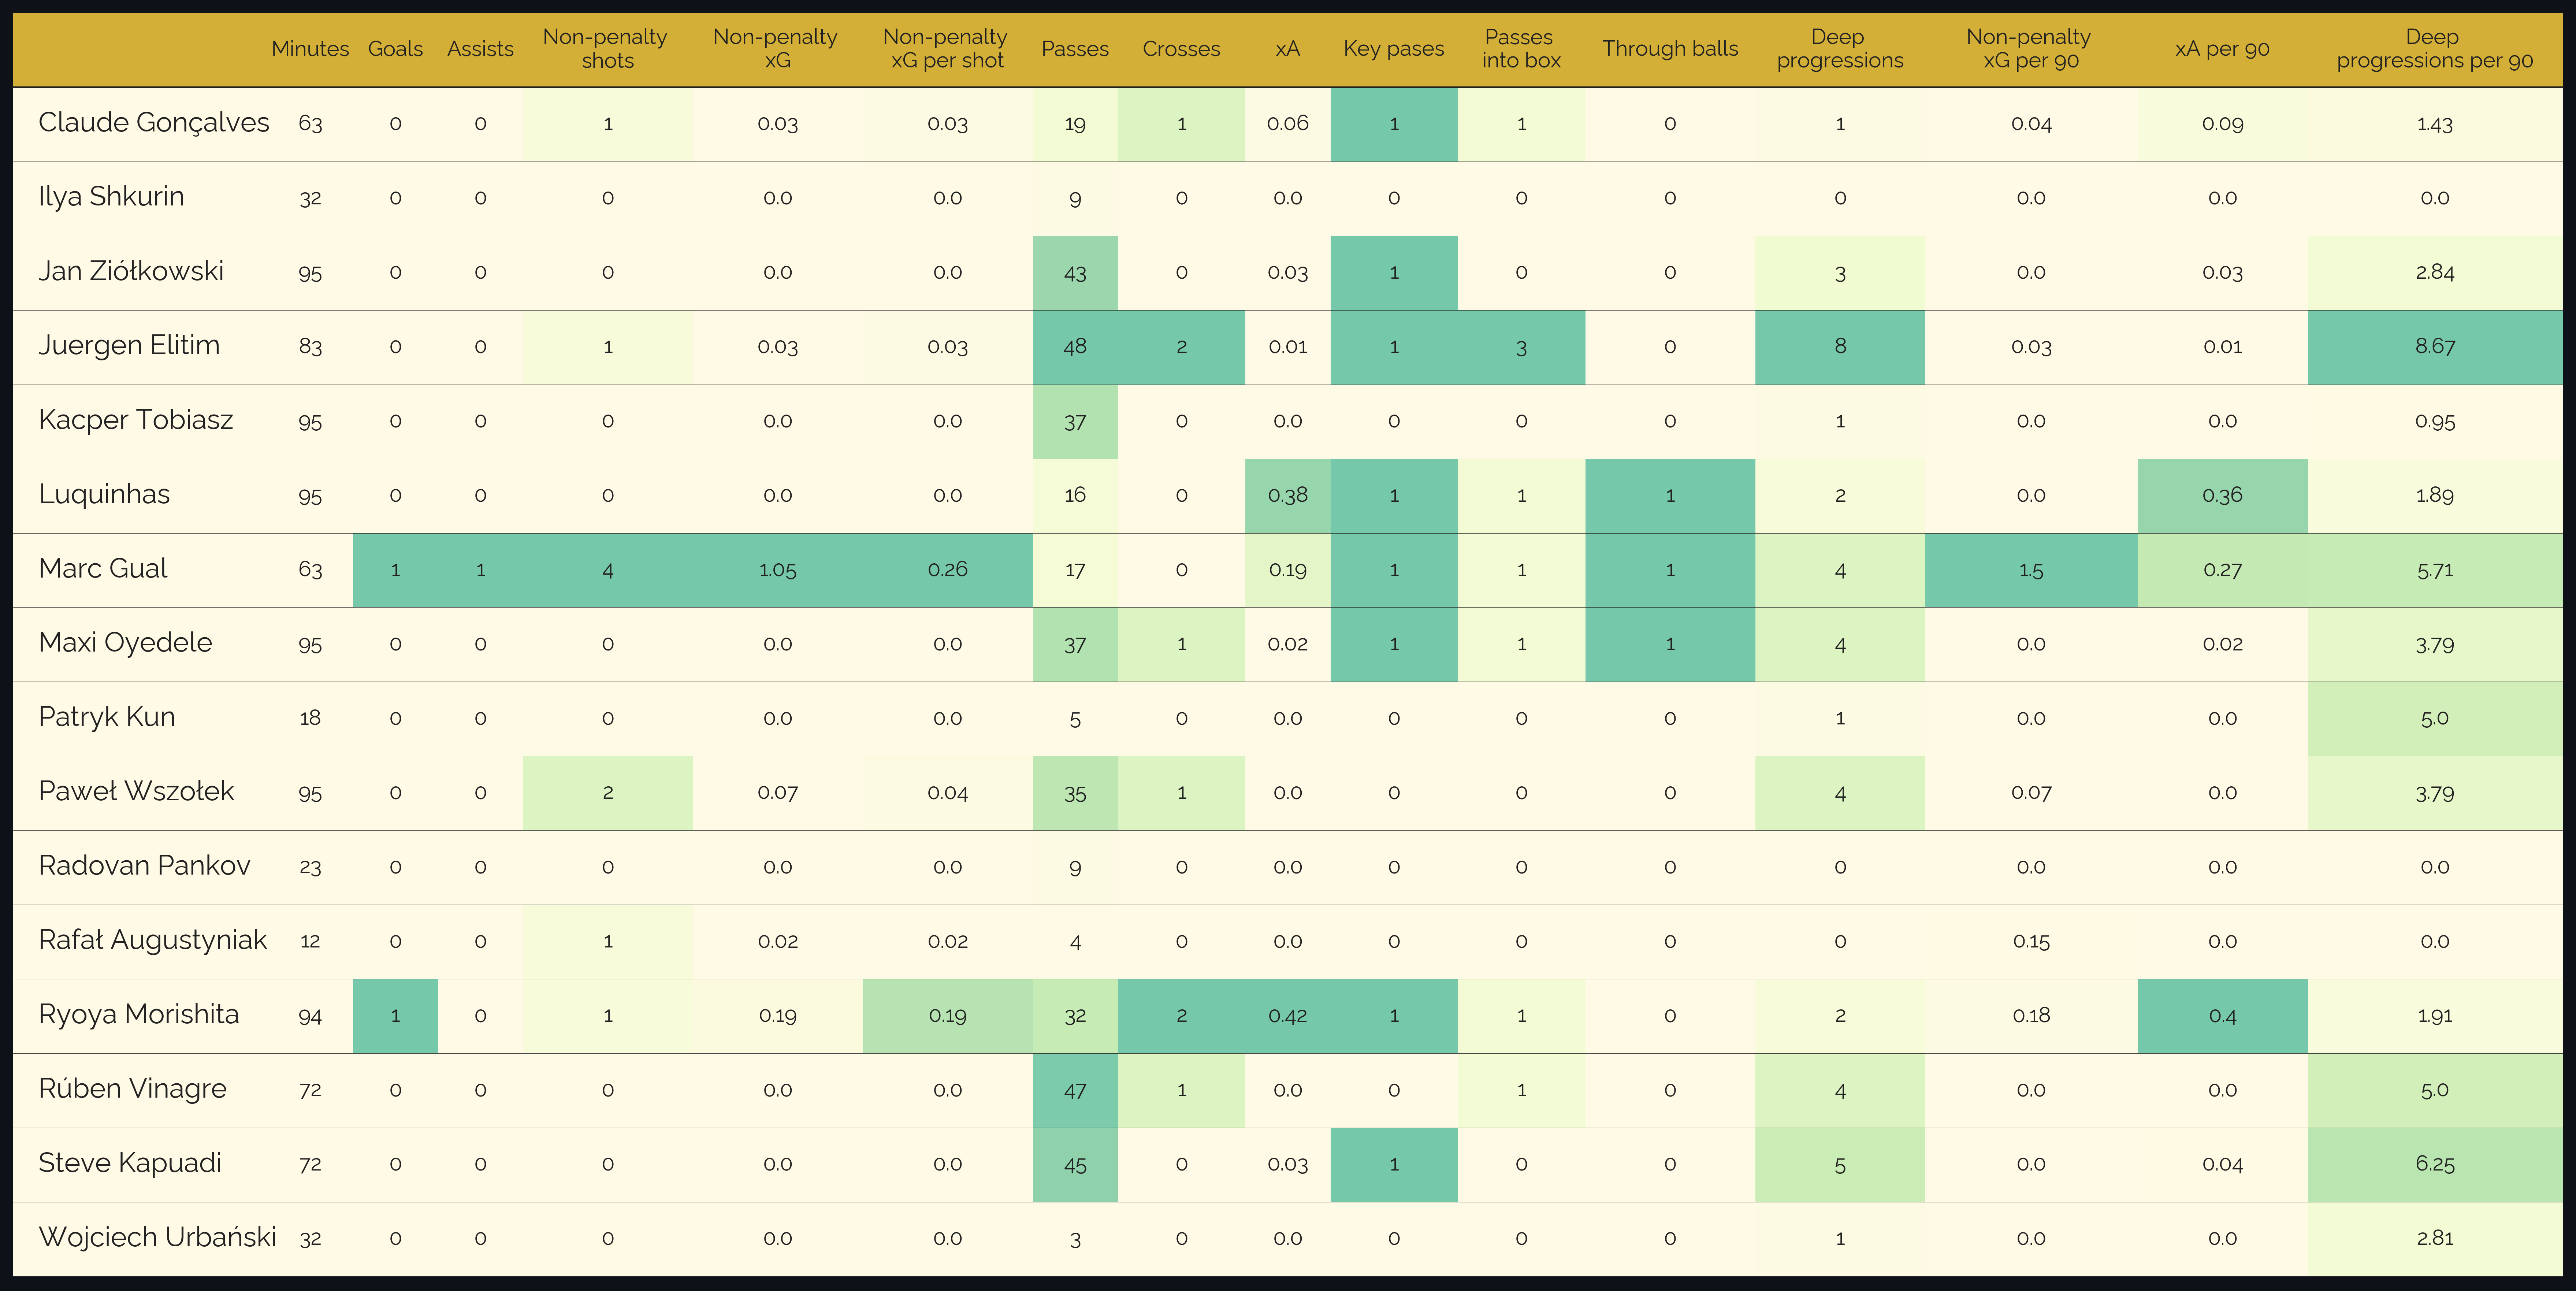 Minutes Goals Assists Non-penalty shots Non-penalty xG Non-penalty xG per shot Passes Crosses xA Key pases Passes into box Through balls Deep progressions Non-penalty xG per 90 xA per 90 Deep progressions per 90
Claude Gonçalves 63 0 0 1 0.03 0.03 19 1 0.06 1 1 0 1 0.04 0.09 1.43
Ilya Shkurin 32 0 0 0 0.0 0.0 9 0 0.0 0 0 0 0 0.0 0.0 0.0
Jan Ziółkowski 95 0 0 0 0.0 0.0 43 0 0.03 1 0 0 3 0.0 0.03 2.84
Juergen Elitim 83 0 0 1 0.03 0.03 48 2 0.01 1 3 0 8 0.03 0.01 8.67
Kacper Tobiasz 95 0 0 0 0.0 0.0 37 0 0.0 0 0 0 1 0.0 0.0 0.95
Luquinhas 95 0 0 0 0.0 0.0 16 0 0.38 1 1 1 2 0.0 0.36 1.89
Marc Gual 63 1 1 4 1.05 0.26 17 0 0.19 1 1 1 4 1.5 0.27 5.71
Maxi Oyedele 95 0 0 0 0.0 0.0 37 1 0.02 1 1 1 4 0.0 0.02 3.79
Patryk Kun 18 0 0 0 0.0 0.0 5 0 0.0 0 0 0 1 0.0 0.0 5.0
Paweł Wszołek 95 0 0 2 0.07 0.04 35 1 0.0 0 0 0 4 0.07 0.0 3.79
Radovan Pankov 23 0 0 0 0.0 0.0 9 0 0.0 0 0 0 0 0.0 0.0 0.0
Rafał Augustyniak 12 0 0 1 0.02 0.02 4 0 0.0 0 0 0 0 0.15 0.0 0.0
Ryoya Morishita 94 1 0 1 0.19 0.19 32 2 0.42 1 1 0 2 0.18 0.4 1.91
Rúben Vinagre 72 0 0 0 0.0 0.0 47 1 0.0 0 1 0 4 0.0 0.0 5.0
Steve Kapuadi 72 0 0 0 0.0 0.0 45 0 0.03 1 0 0 5 0.0 0.04 6.25
Wojciech Urbański 32 0 0 0 0.0 0.0 3 0 0.0 0 0 0 1 0.0 0.0 2.81